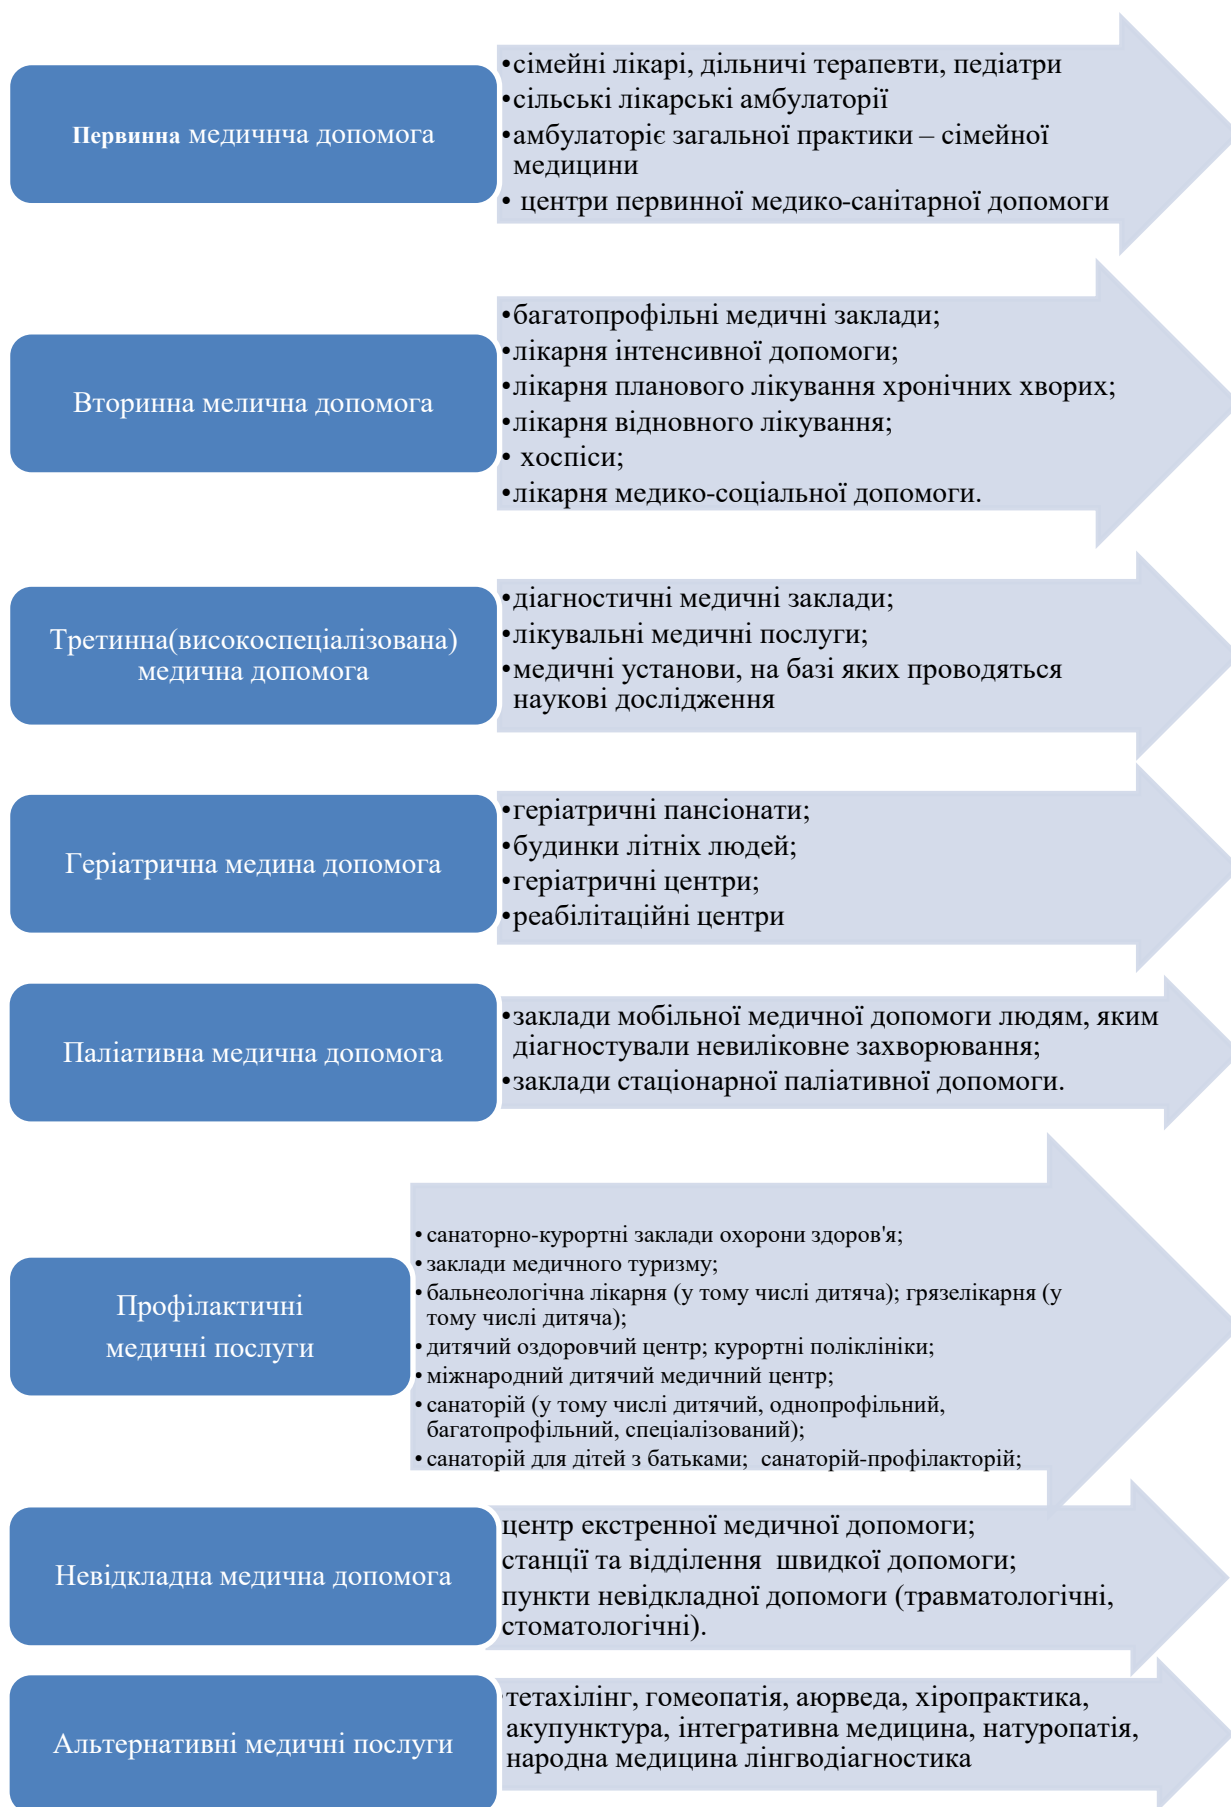 Первинна медичнча допомога
•сімейні лікарі, дільничі терапевти, педіатри
•сільські лікарські амбулаторії
•амбулаторіє загальної практики – сімейної
медицини
• центри первинної медико-санітарної допомоги
Вторинна мелична допомога
•багатопрофільні медичні заклади;
•лікарня інтенсивної допомоги;
•лікарня планового лікування хронічних хворих;
•лікарня відновного лікування;
• хоспіси;
•лікарня медико-соціальної допомоги.
Третинна(високоспеціалізована)
медична допомога
•діагностичні медичні заклади;
•лікувальні медичні послуги;
•медичні установи, на базі яких проводяться
наукові дослідження
Геріатрична медина допомога
•геріатричні пансіонати;
•будинки літніх людей;
•геріатричні центри;
•реабілітаційні центри
Паліативна медична допомога
•заклади мобільної медичної допомоги людям, яким
діагностували невиліковне захворювання;
•заклади стаціонарної паліативної допомоги.
Профілактичні
медичні послуги
•санаторно-курортні заклади охорони здоров'я;
•заклади медичного туризму;
•бальнеологічна лікарня (у тому числі дитяча); грязелікарня (у
тому числі дитяча);
•дитячий оздоровчий центр; курортні поліклініки;
•міжнародний дитячий медичний центр;
•санаторій (у тому числі дитячий, однопрофільний,
багатопрофільний, спеціалізований);
•санаторій для дітей з батьками;  санаторій-профілакторій;
Невідкладна медична допомога
центр екстренної медичної допомоги;
станції та відділення  швидкої допомоги;
пункти невідкладної допомоги (травматологічні,
стоматологічні).
Альтернативні медичні послуги
•тетахілінг, гомеопатія, аюрведа, хіропрактика,
акупунктура, інтегративна медицина, натуропатія,
народна медицина лінгводіагностика